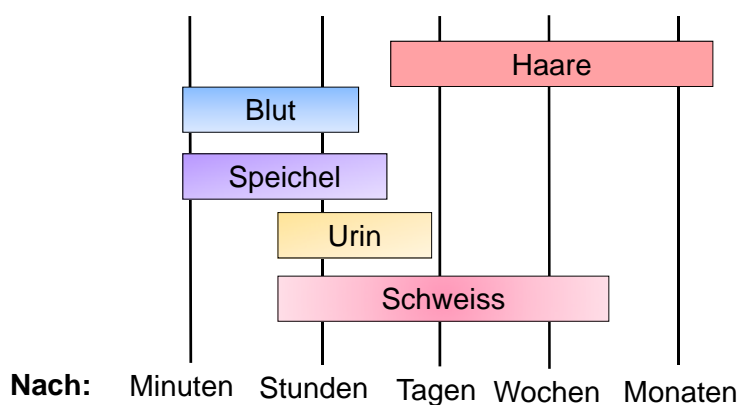 Haare
Blut
Speichel
Urin
Schweiss
Nach: Minuten Stunden Tagen Wochen Monaten